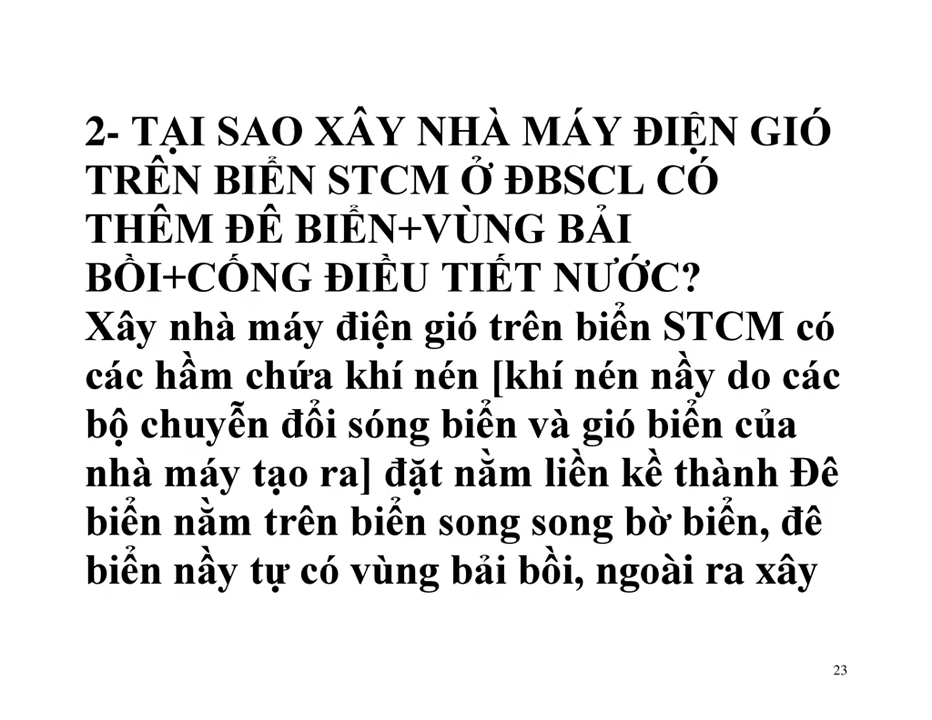 2- TẠI SAO XÂY NHÀ MÁY ĐIỆN GIÓ
TRÊN BIỂN STCM Ở ĐBSCL CÓ
THÊM ĐÊ BIỂN+VÙNG BẢI
BỒI+CỐNG ĐIỀU TIẾT NƯỚC?
Xây nhà máy điện gió trên biển STCM có
các hầm chứa khí nén [khí nén nầy do các
bộ chuyễn đổi sóng biển và gió biển của
nhà máy tạo ra] đặt nằm liền kề thành Đê
biển nằm trên biển song song bờ biển, đê
biển nầy tự có vùng bải bồi, ngoài ra xây
23